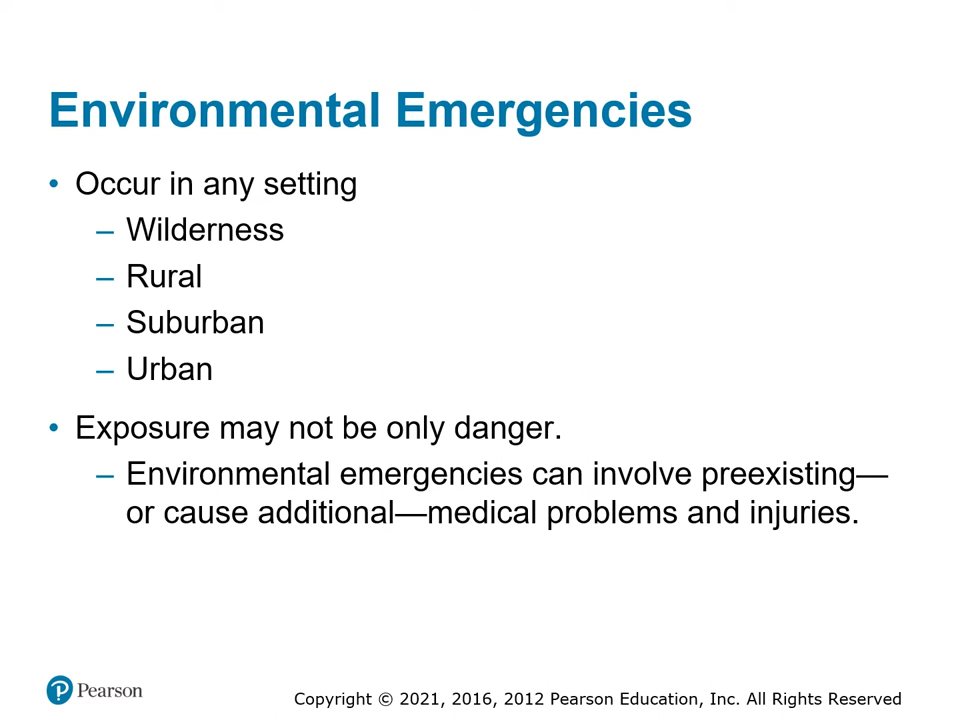 Environmental Emergencies
• Occur in any setting
– Wilderness
– Rural
– Suburban
– Urban
• Exposure may not be only danger.
– Environmental emergencies can involve preexisting—
or cause additional—medical problems and injuries.
Pearson
Copyright © 2021, 2016, 2012 Pearson Education, Inc. All Rights Reserved